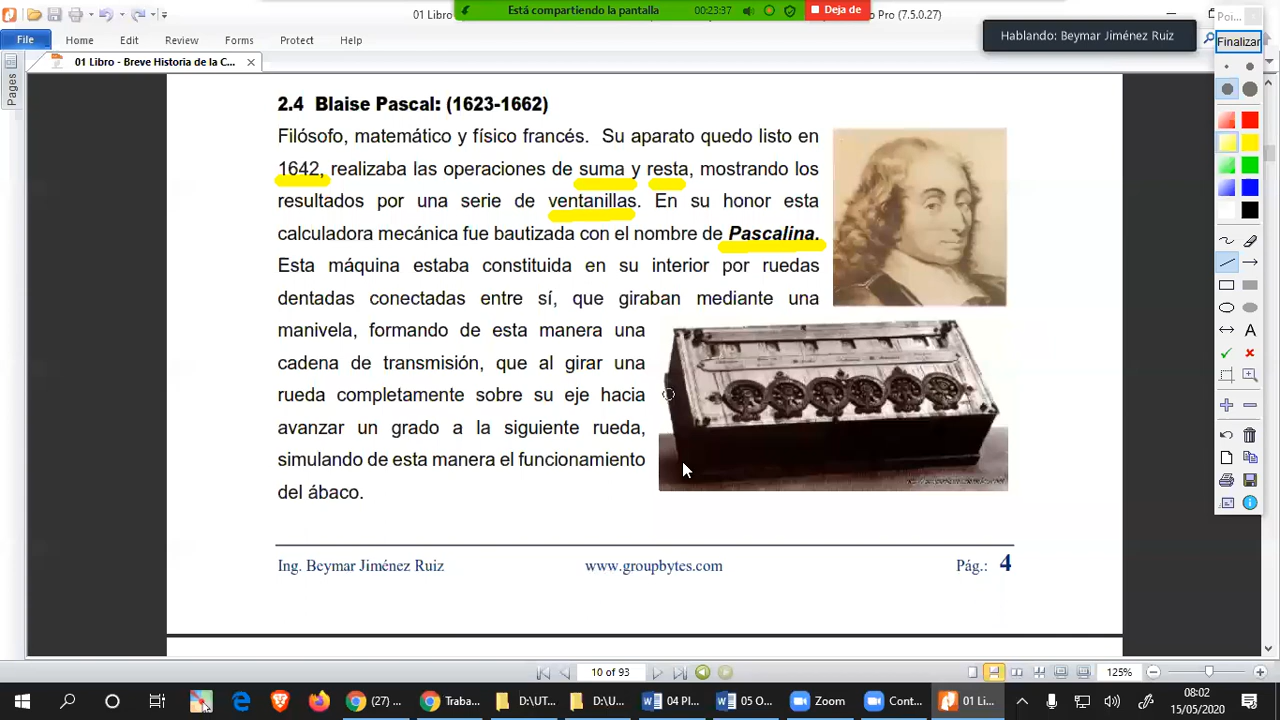 01 Libro
Está compartiendo la pantalla
00:23:37
Deja de
o Pro (7.5.0.27)
Hablando: Beymar Jiménez Ruiz
File Home Edit Review Forms Protect Help
Finalizar
01 Libro - Breve Historia de la C...
Pages
2.4 Blaise Pascal: (1623-1662)
Filósofo, matemático y físico francés. Su aparato quedo listo en
1642, realizaba las operaciones de suma y resta, mostrando los
resultados por una serie de ventanillas. En su honor esta
calculadora mecánica fue bautizada con el nombre de Pascalina.
Esta máquina estaba constituida en su interior por ruedas
dentadas conectadas entre sí, que giraban mediante una
manivela, formando de esta manera una
cadena de transmisión, que al girar una
rueda completamente sobre su eje hacia
avanzar un grado a la siguiente rueda,
simulando de esta manera el funcionamiento
del ábaco.
Ing. Beymar Jiménez Ruiz www.groupbytes.com Pág.: 4
10 of 93
125%
(27) ...
Traba...
D:\UT...
D:\U...
04 Pl...
05 O...
Zoom
Cont...
01 Li...
08:02
15/05/2020
Poi...
A